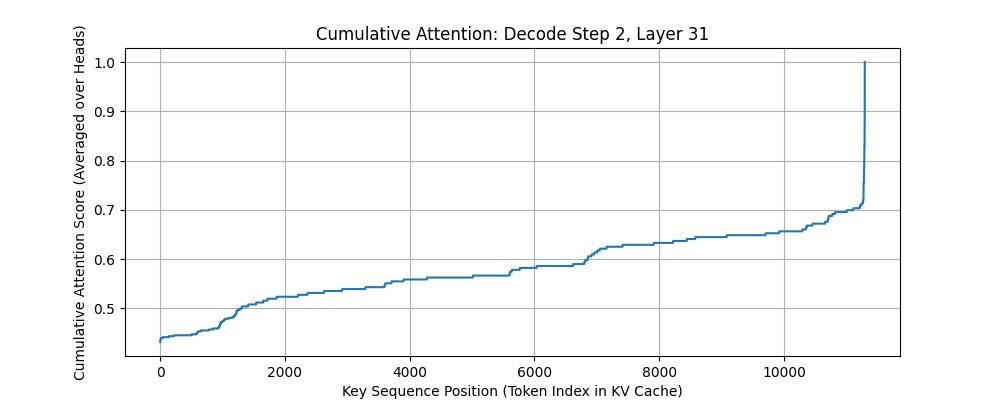 Cumulative Attention: Decode Step 2, Layer 31
Cumulative Attention Score (Averaged over Heads)
1.0
0.9
0.8
0.7
0.6
0.5
0 2000 4000 6000 8000 10000
Key Sequence Position (Token Index in KV Cache)